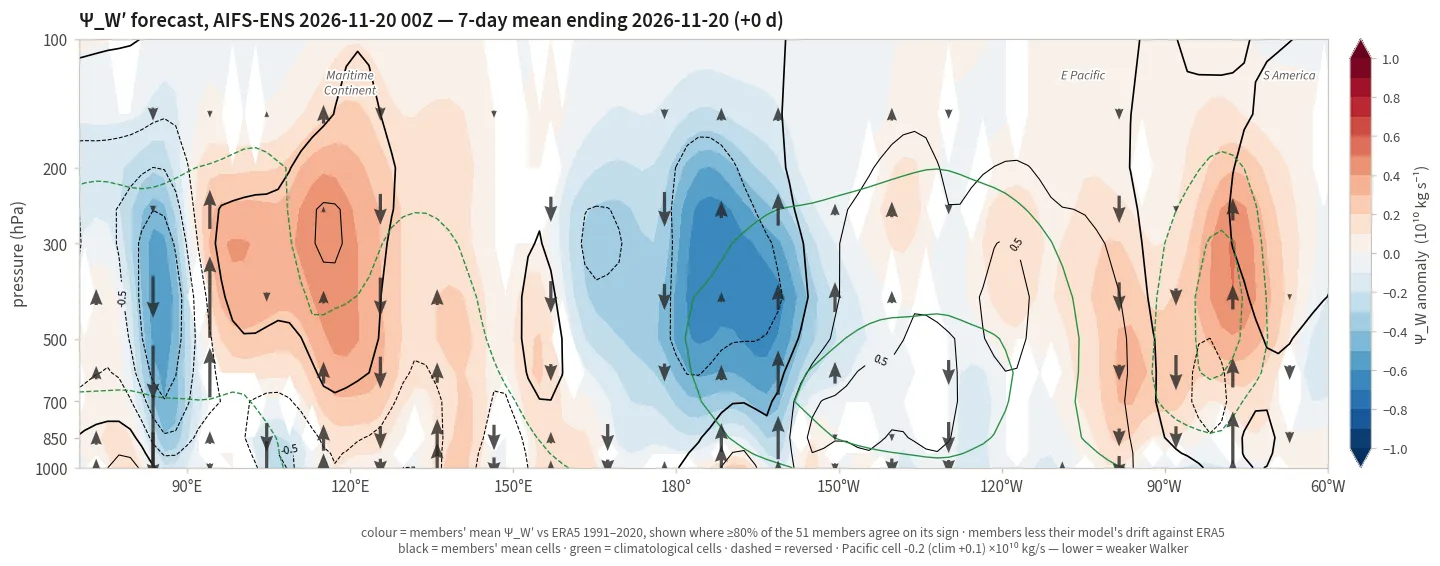 Ψ_W′ forecast, AIFS-ENS 2026-11-20 00Z — 7-day mean ending 2026-11-20 (+0 d)
100
200
300
500
700
850
1000
pressure (hPa)
Maritime
Continent
E Pacific
S America
-0.5
0.5
0.5
-0.5
90°E
120°E
150°E
180°
150°W
120°W
90°W
60°W
1.0
0.8
0.6
0.4
0.2
0.0
−0.2
−0.4
−0.6
−0.8
−1.0
Ψ_W anomaly (10¹⁰ kg s⁻¹)
colour = members' mean Ψ_W′ vs ERA5 1991–2020, shown where ≥80% of the 51 members agree on its sign · members less their model's drift against ERA5
black = members' mean cells · green = climatological cells · dashed = reversed · Pacific cell -0.2 (clim +0.1) ×10¹⁰ kg/s — lower = weaker Walker